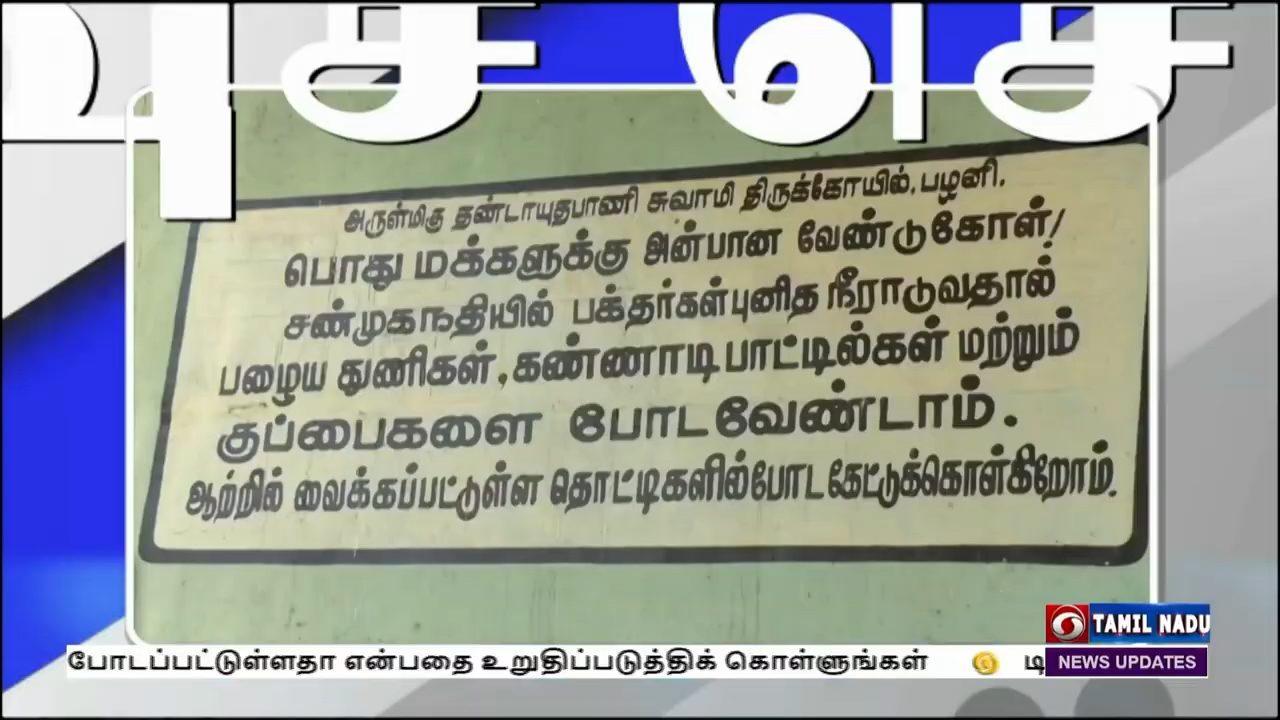 அருள்மிகு தண்டாயுதபாணி சுவாமி திருக்கோயில், பழனி.
பொது மக்களுக்கு அன்பான வேண்டுகோள்!
சண்முகநதியில் பக்தர்கள் புனித நீராடுவதால்
பழைய துணிகள், கண்ணாடி பாட்டில்கள் மற்றும்
குப்பைகளை போடவேண்டாம்.
ஆற்றில் வைக்கப்பட்டுள்ள தொட்டிகளில்போட கேட்டுக்கொள்கிறோம்.
TAMIL NADU
NEWS UPDATES
போடப்பட்டுள்ளதா என்பதை உறுதிப்படுத்திக் கொள்ளுங்கள்